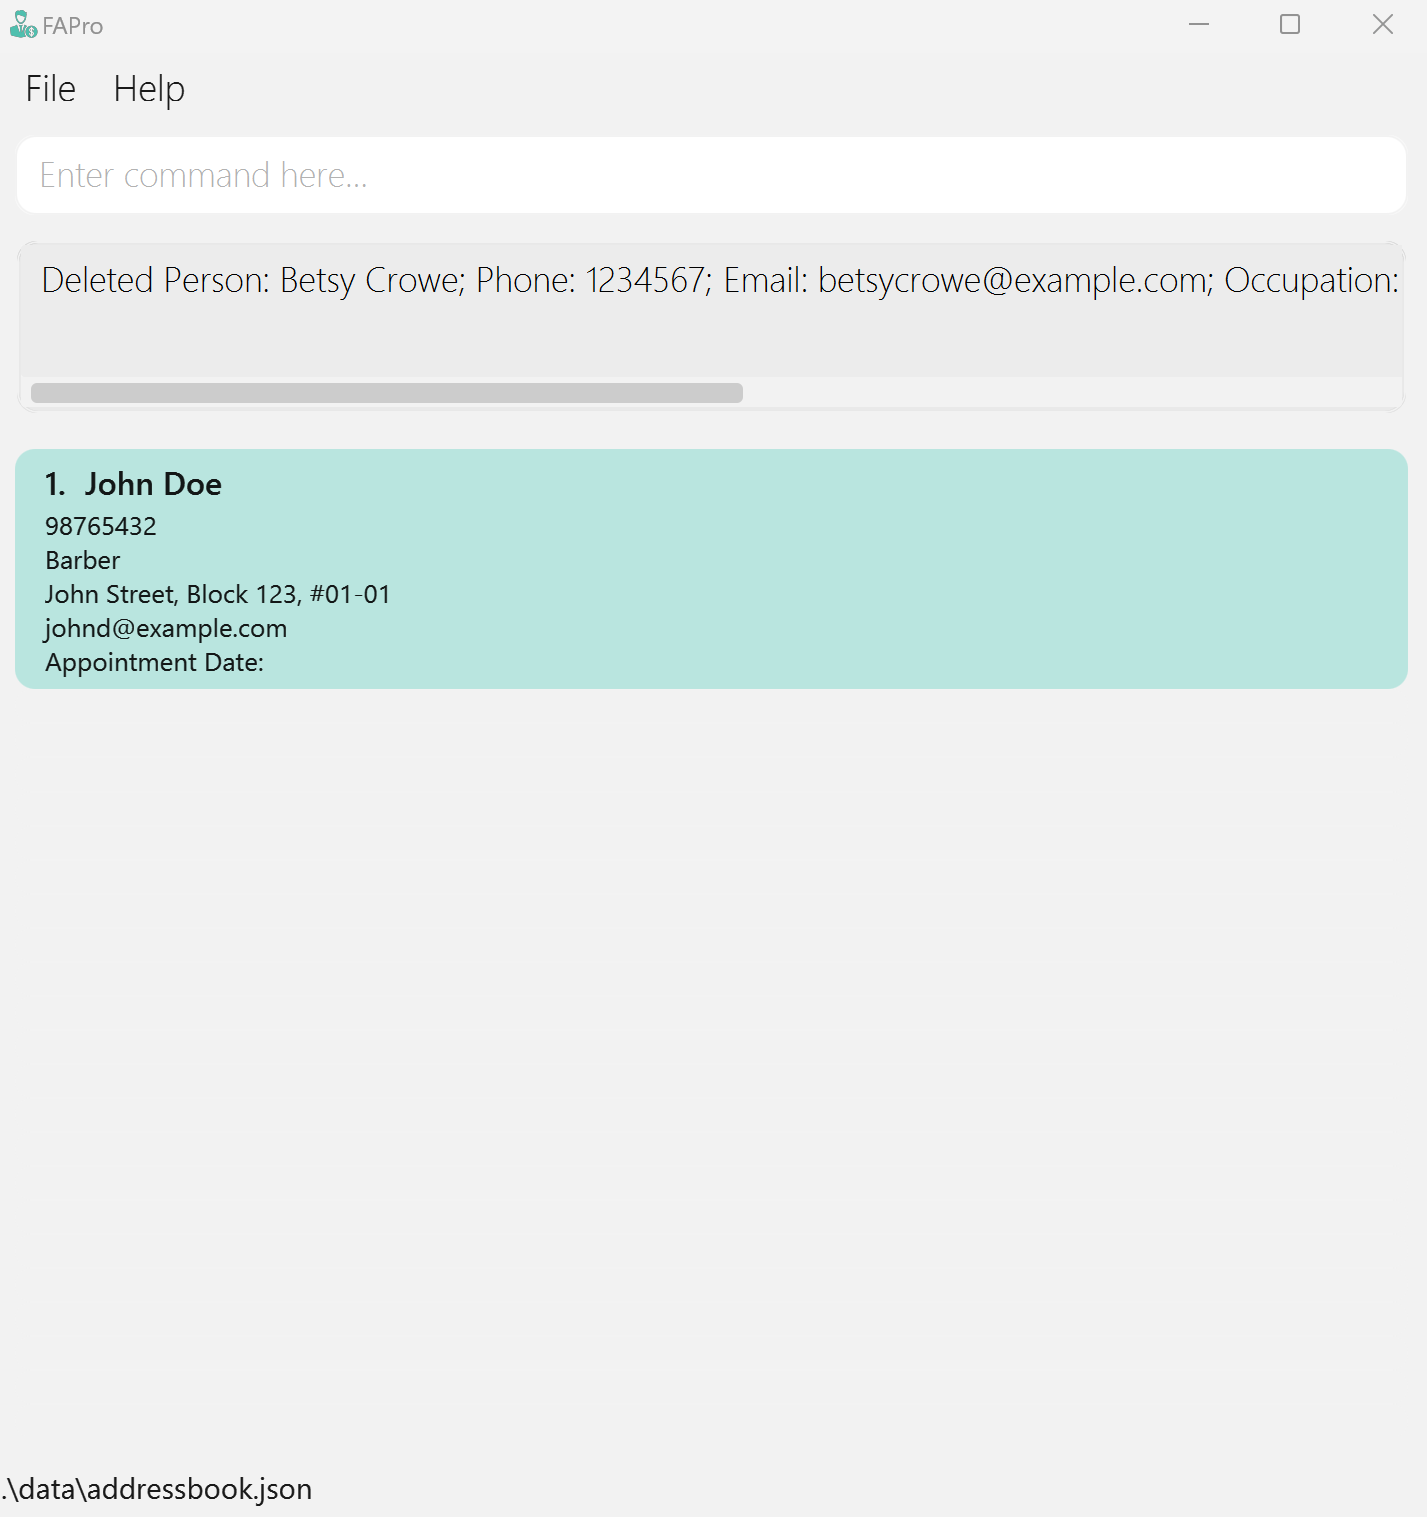 FAPro
File Help
Enter command here...
Deleted Person: Betsy Crowe; Phone: 1234567; Email: betsycrowe@example.com; Occupation:
1. John Doe
98765432
Barber
John Street, Block 123, #01-01
johnd@example.com
Appointment Date:
.\data\addressbook.json